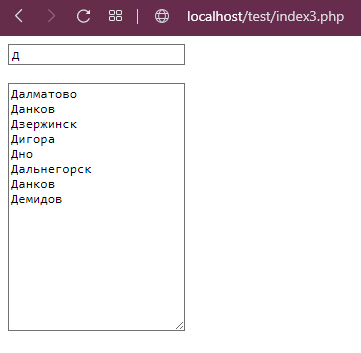 localhost/test/index3.php
Д
Далматово
Данков
Дзержинск
Дигора
Дно
Дальнегорск
Данков
Демидов